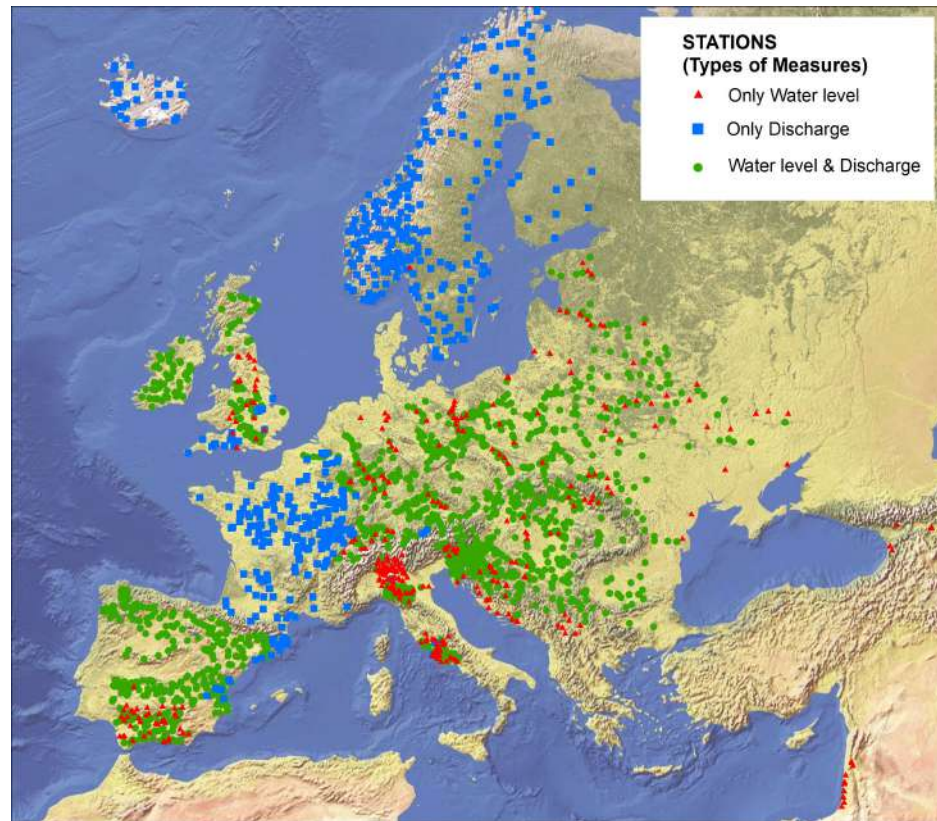 STATIONS
(Types of Measures)
Only Water level
Only Discharge
Water level & Discharge